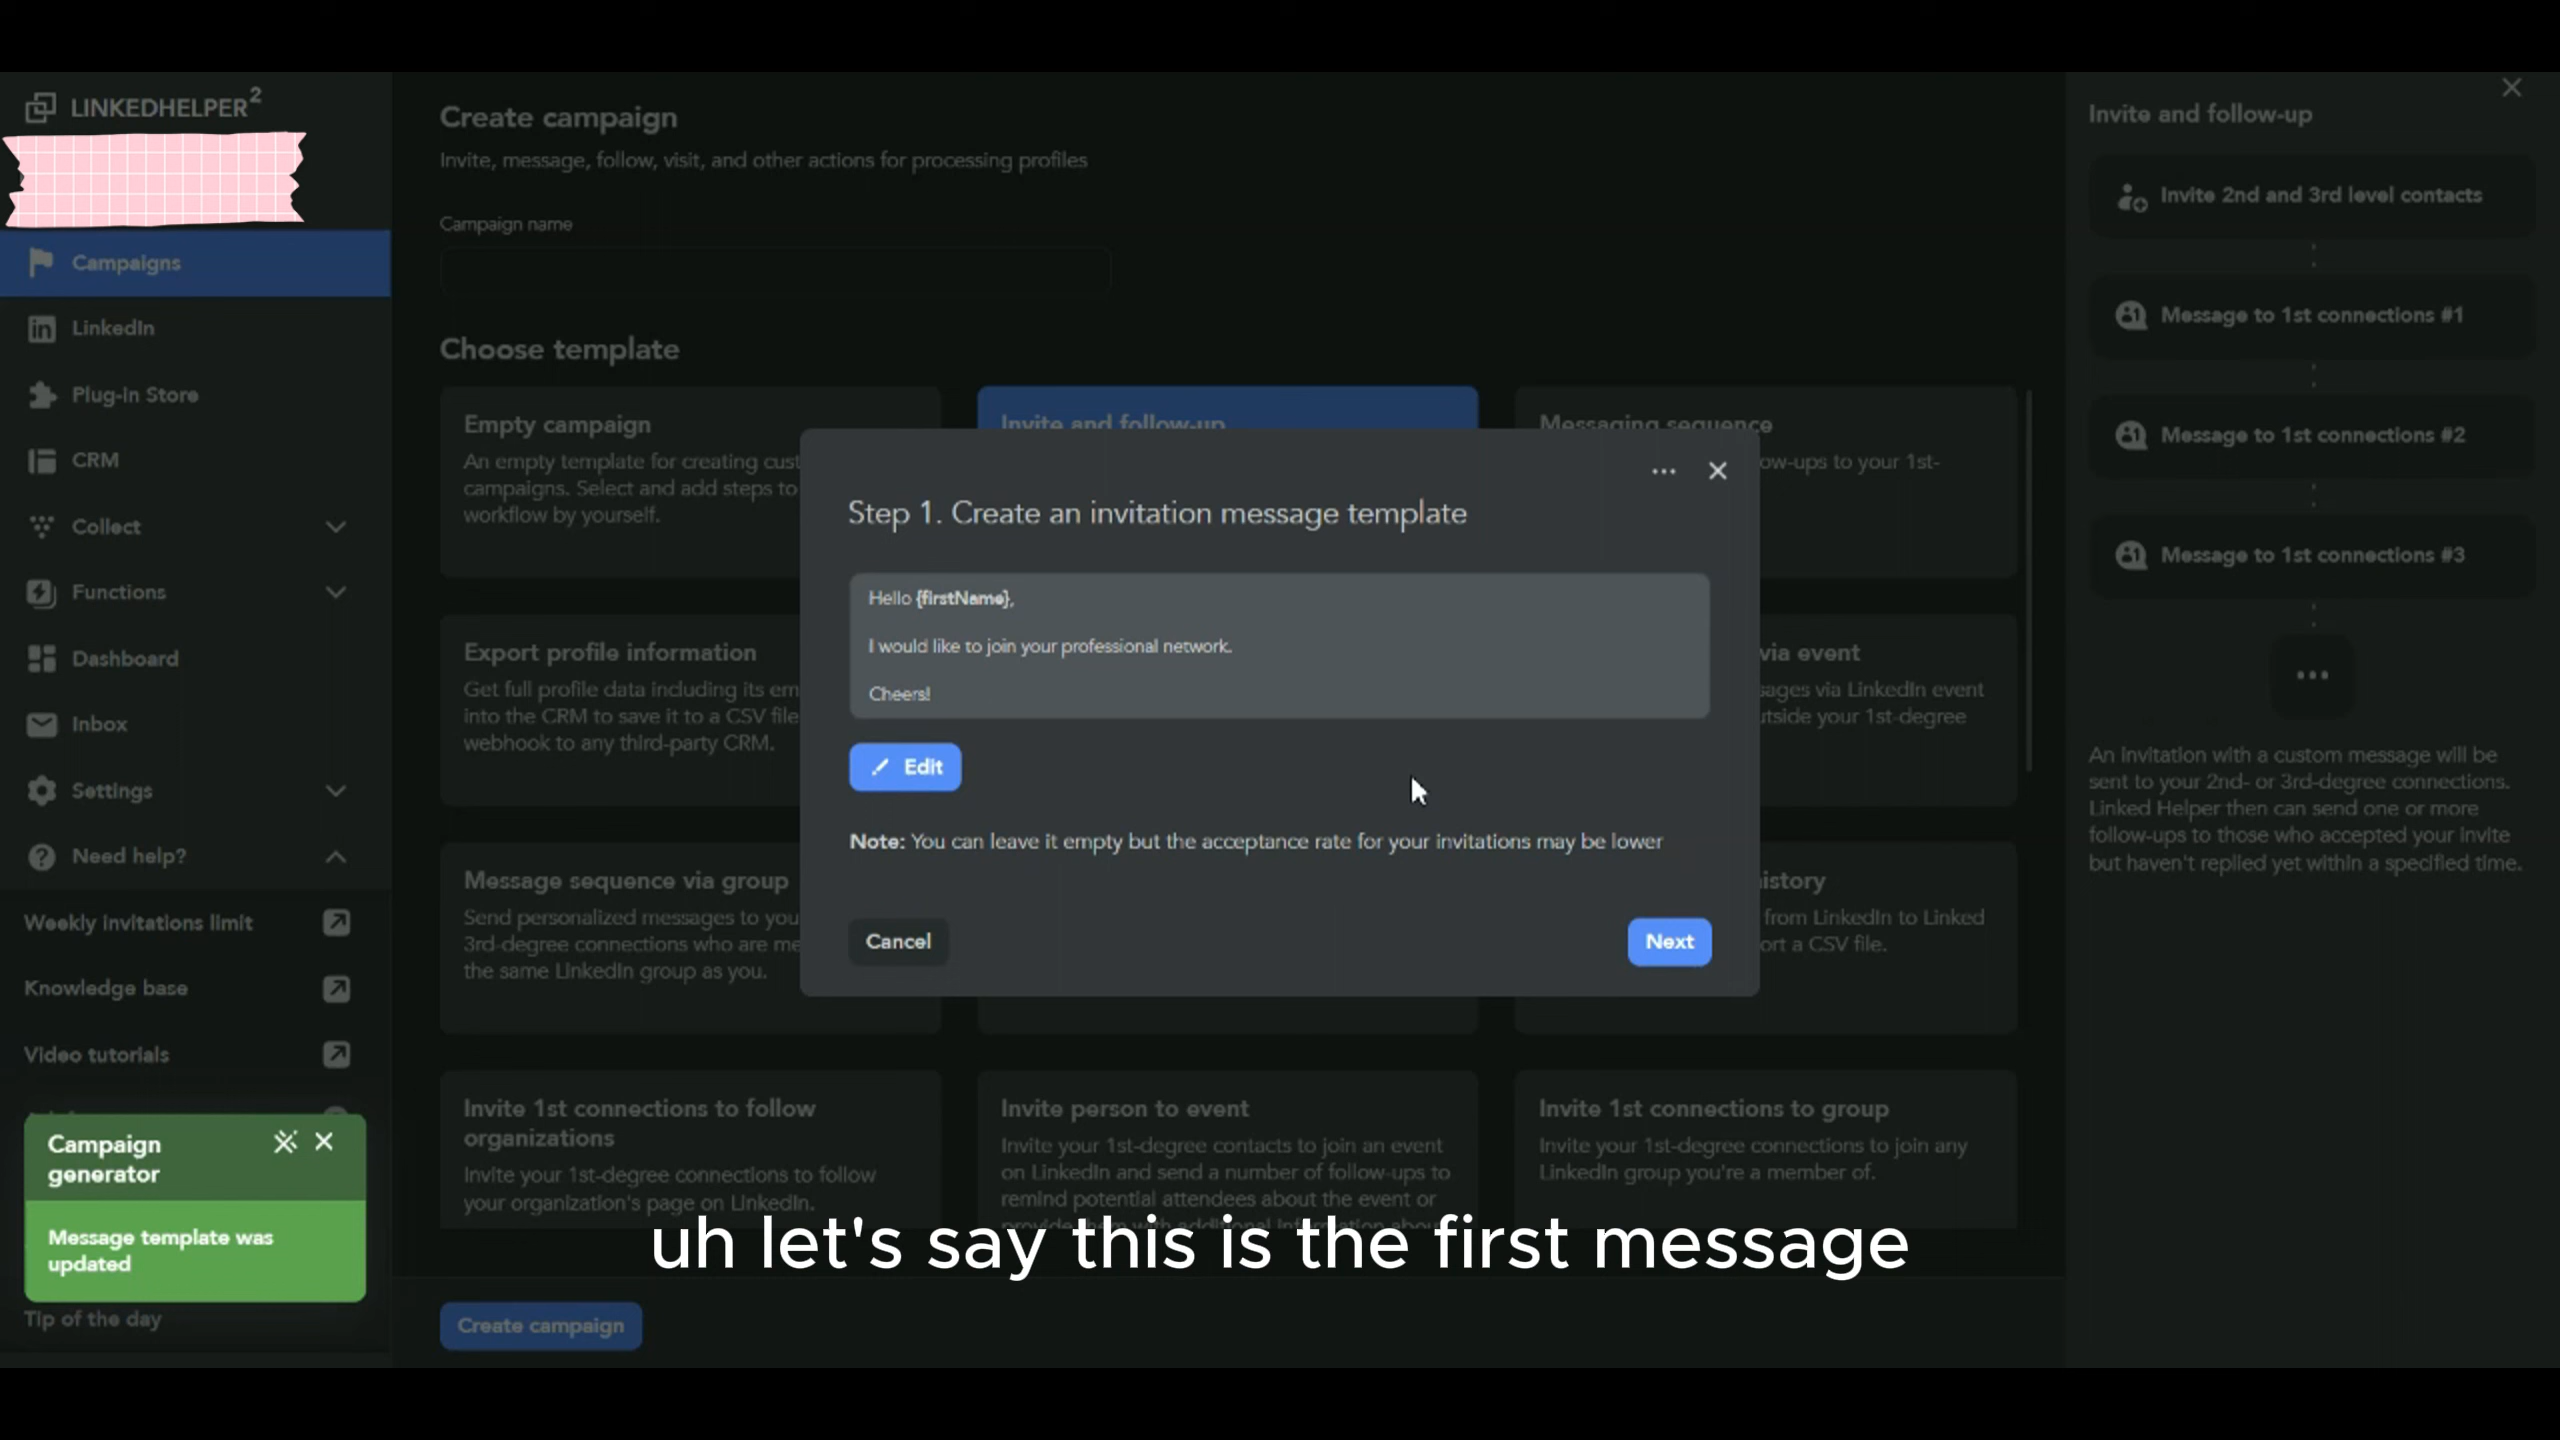 LINKEDHELPER2
Campaigns
LinkedIn
Plug-in Store
CRM
Collect
Functions
Dashboard
Inbox
Settings
Need help?
Weekly invitations limit
Knowledge base
Video tutorials
Campaign
generator
Message template was
updated
Tip of the day
Create campaign
Invite, message, follow, visit, and other actions for processing profiles
Campaign name
Choose template
Empty campaign
An empty template for creating cust
campaigns. Select and add steps to
workflow by yourself.
Invite and follow-up
Messaging sequence
ow-ups to your 1st-
Export profile information
Get full profile data including its em
into the CRM to save it to a CSV file
webhook to any third-party CRM.
via event
sages via LinkedIn event
utside your 1st-degree
Message sequence via group
Send personalized messages to you
3rd-degree connections who are me
the same LinkedIn group as you.
istory
from LinkedIn to Linked
ort a CSV file.
Step 1. Create an invitation message template
Hello {firstName},
I would like to join your professional network.
Cheers!
Edit
Note: You can leave it empty but the acceptance rate for your invitations may be lower
Cancel
Next
Invite 1st connections to follow
organizations
Invite your 1st-degree connections to follow
your organization's page on LinkedIn.
Invite person to event
Invite your 1st-degree contacts to join an event
on LinkedIn and send a number of follow-ups to
remind potential attendees about the event or
provide them with additional information about
Invite 1st connections to group
Invite your 1st-degree connections to join any
LinkedIn group you're a member of.
uh let's say this is the first message
Create campaign
Invite and follow-up
Invite 2nd and 3rd level contacts
Message to 1st connections #1
Message to 1st connections #2
Message to 1st connections #3
An invitation with a custom message will be
sent to your 2nd- or 3rd-degree connections.
Linked Helper then can send one or more
follow-ups to those who accepted your invite
but haven't replied yet within a specified time.